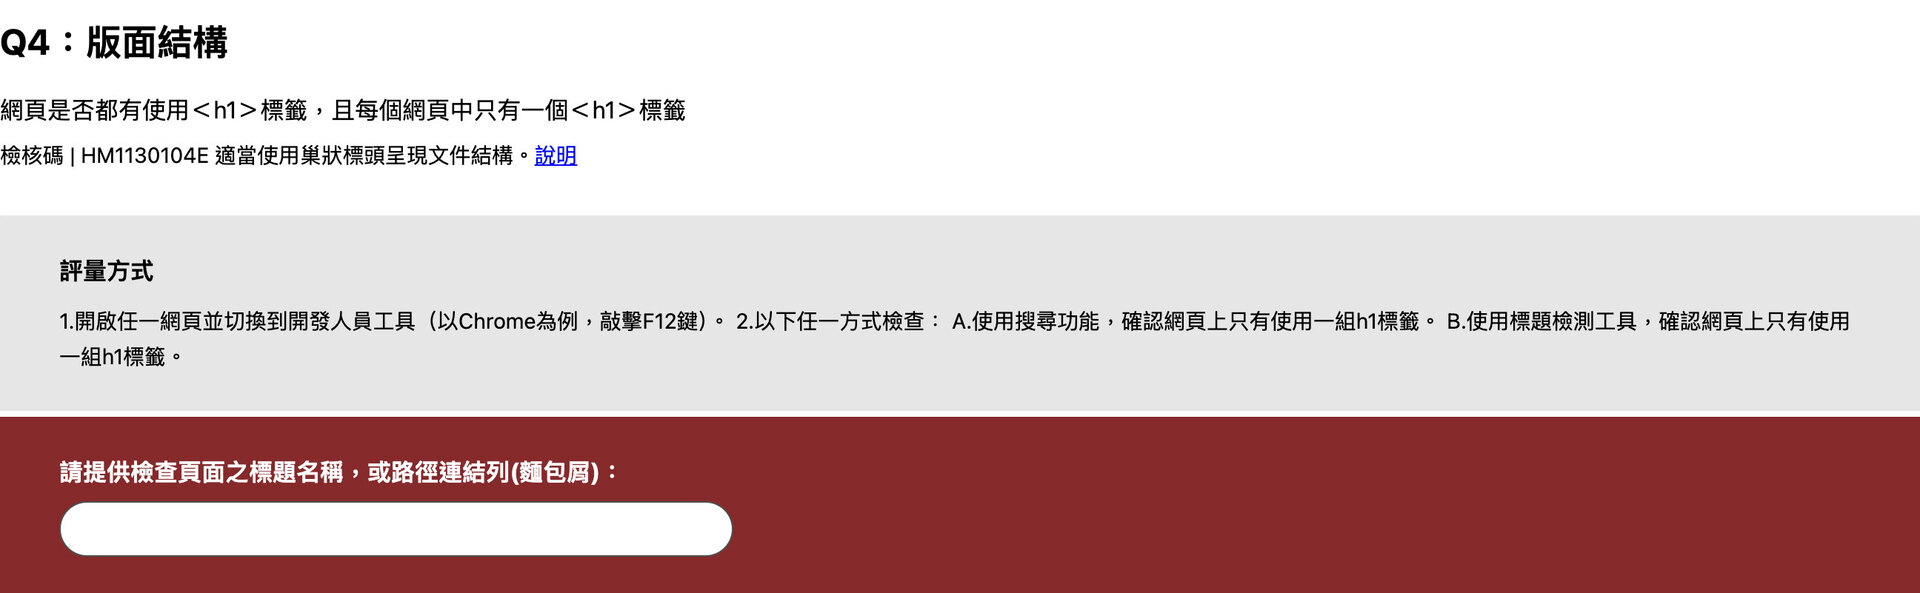 Q4：版面結構
網頁是否都有使用＜h1＞標籤，且每個網頁中只有一個＜h1＞標籤
檢核碼 | HM1130104E 適當使用巢狀標頭呈現文件結構。說明
評量方式
1.開啟任一網頁並切換到開發人員工具（以Chrome為例，敲擊F12鍵）。 2.以下任一方式檢查： A.使用搜尋功能，確認網頁上只有使用一組h1標籤。 B.使用標題檢測工具，確認網頁上只有使用
一組h1標籤。
請提供檢查頁面之標題名稱，或路徑連結列(麵包屑)：